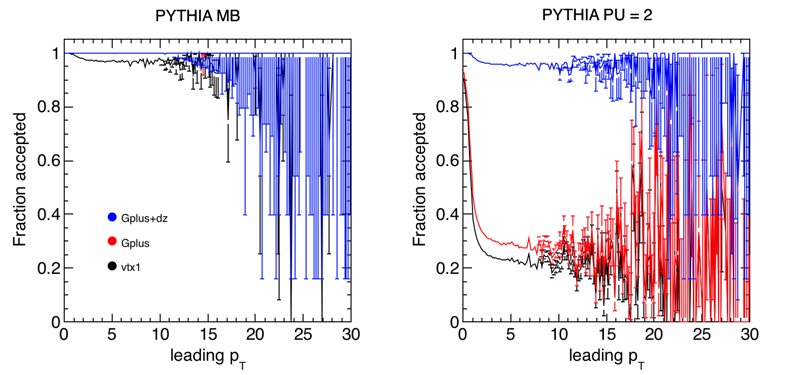 PYTHIA MB
Fraction accepted
1
0.8
0.6
0.4
0.2
0
Gplus+dz
Gplus
vtx1
0 5 10 15 20 25 30
leading pT
PYTHIA PU = 2
Fraction accepted
1
0.8
0.6
0.4
0.2
0
0 5 10 15 20 25 30
leading pT